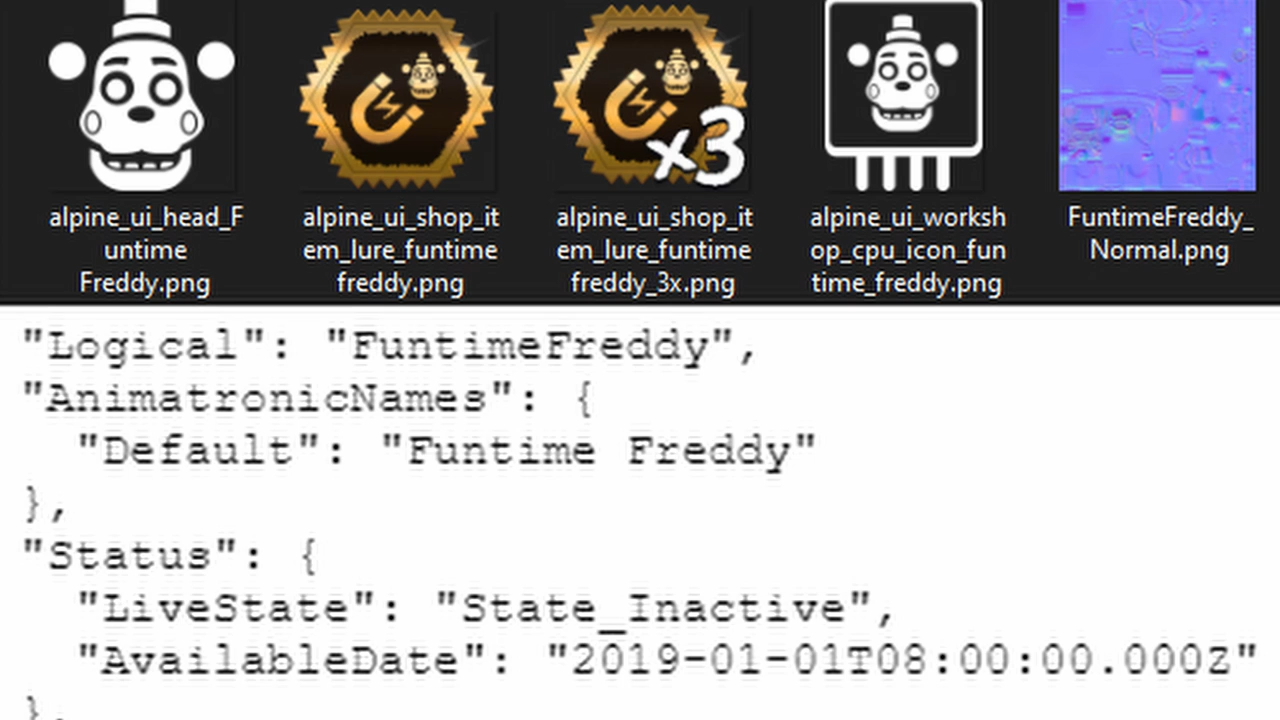 x3
alpine_ui_head_F
untime
Freddy.png
alpine_ui_shop_it
em_lure_funtime
freddy.png
alpine_ui_shop_it
em_lure_funtime
freddy_3x.png
alpine_ui_worksh
op_cpu_icon_fun
time_freddy.png
FuntimeFreddy_
Normal.png
"Logical": "FuntimeFreddy",
"AnimatronicNames": {
"Default": "Funtime Freddy"
},
"Status": {
"LiveState": "State_Inactive",
"AvailableDate": "2019-01-01T08:00:00.000Z"
},